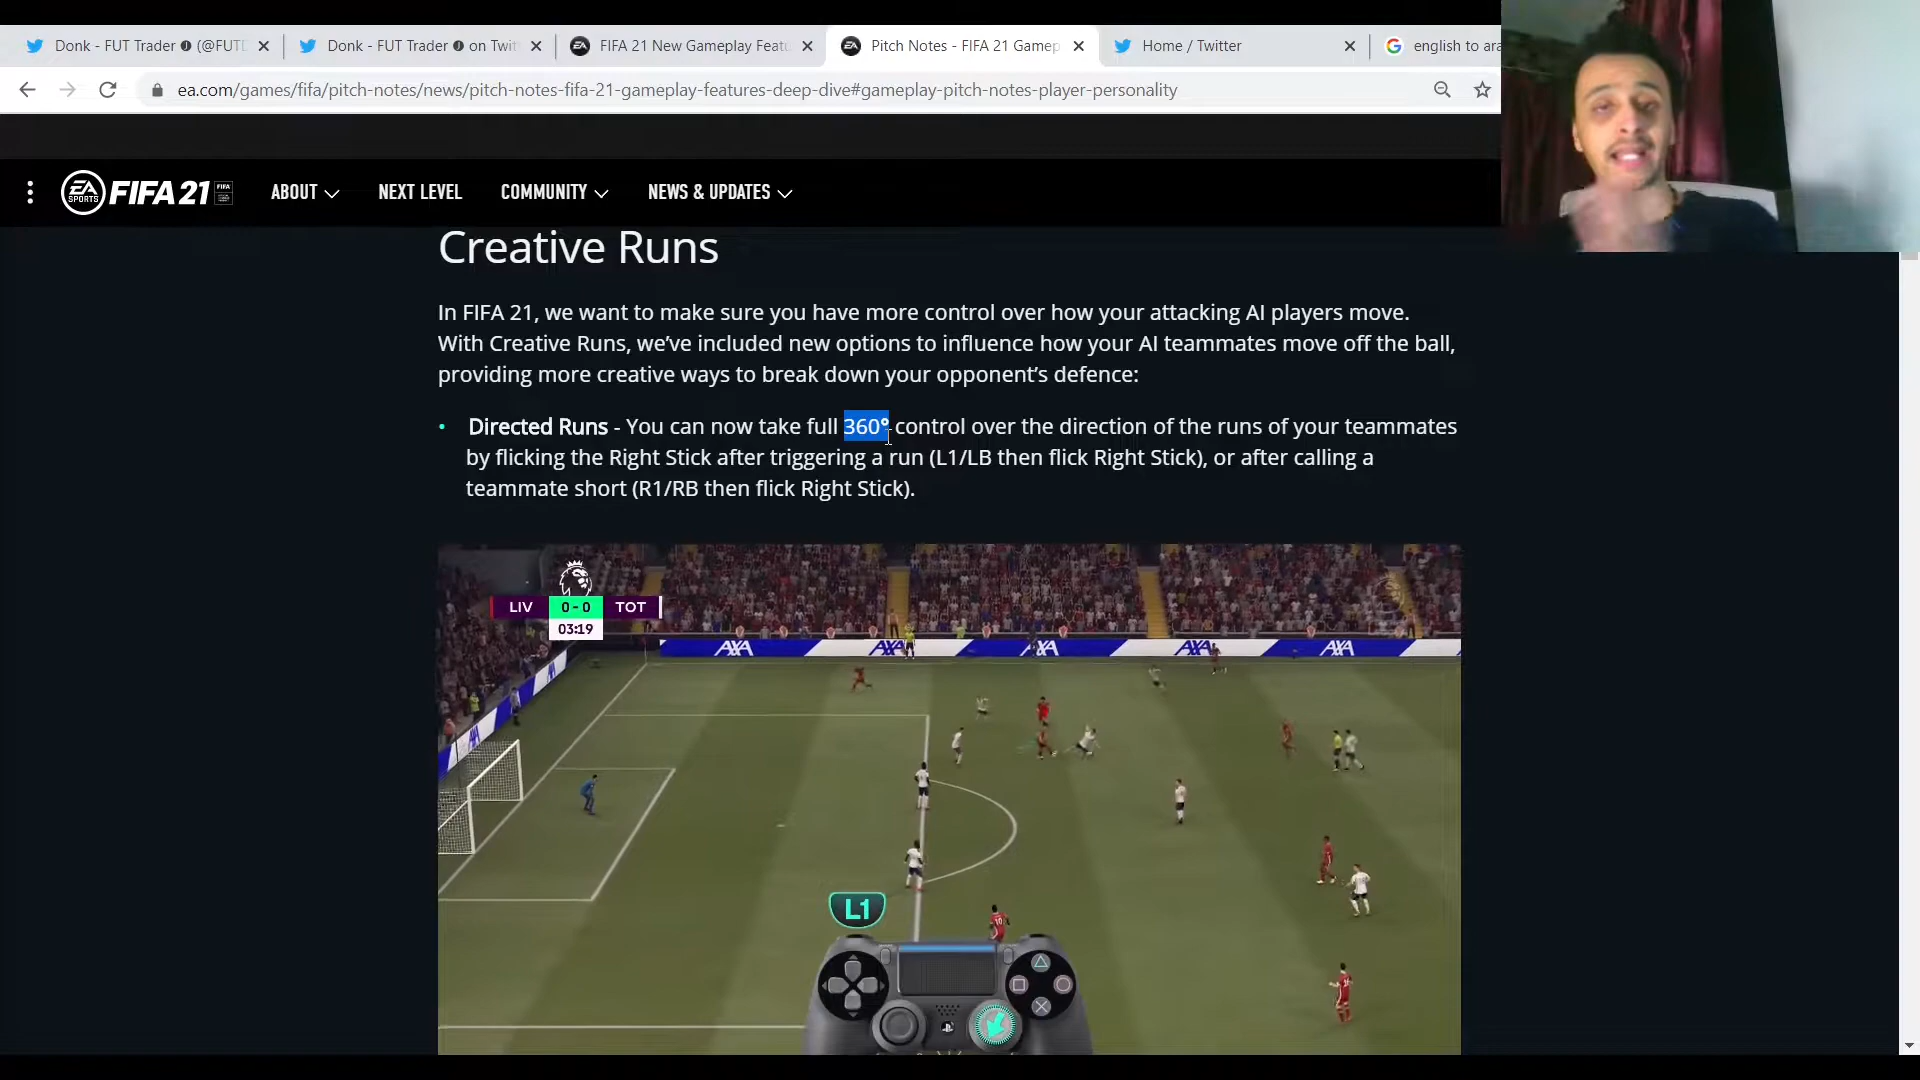 Donk - FUT Trader (@FUTD
Donk - FUT Trader on Twit
FIFA 21 New Gameplay Featu
Pitch Notes - FIFA 21 Gamep
Home / Twitter
english to ara
ea.com/games/fifa/pitch-notes/news/pitch-notes-fifa-21-gameplay-features-deep-dive#gameplay-pitch-notes-player-personality
EA SPORTS FIFA 21 FIFA
ABOUT
NEXT LEVEL
COMMUNITY
NEWS & UPDATES
Creative Runs
In FIFA 21, we want to make sure you have more control over how your attacking AI players move.
With Creative Runs, we’ve included new options to influence how your AI teammates move off the ball,
providing more creative ways to break down your opponent’s defence:
• Directed Runs - You can now take full 360° control over the direction of the runs of your teammates
by flicking the Right Stick after triggering a run (L1/LB then flick Right Stick), or after calling a
teammate short (R1/RB then flick Right Stick).
LIV 0-0 TOT
03:19
AXA AXA AXA AXA AXA
L1